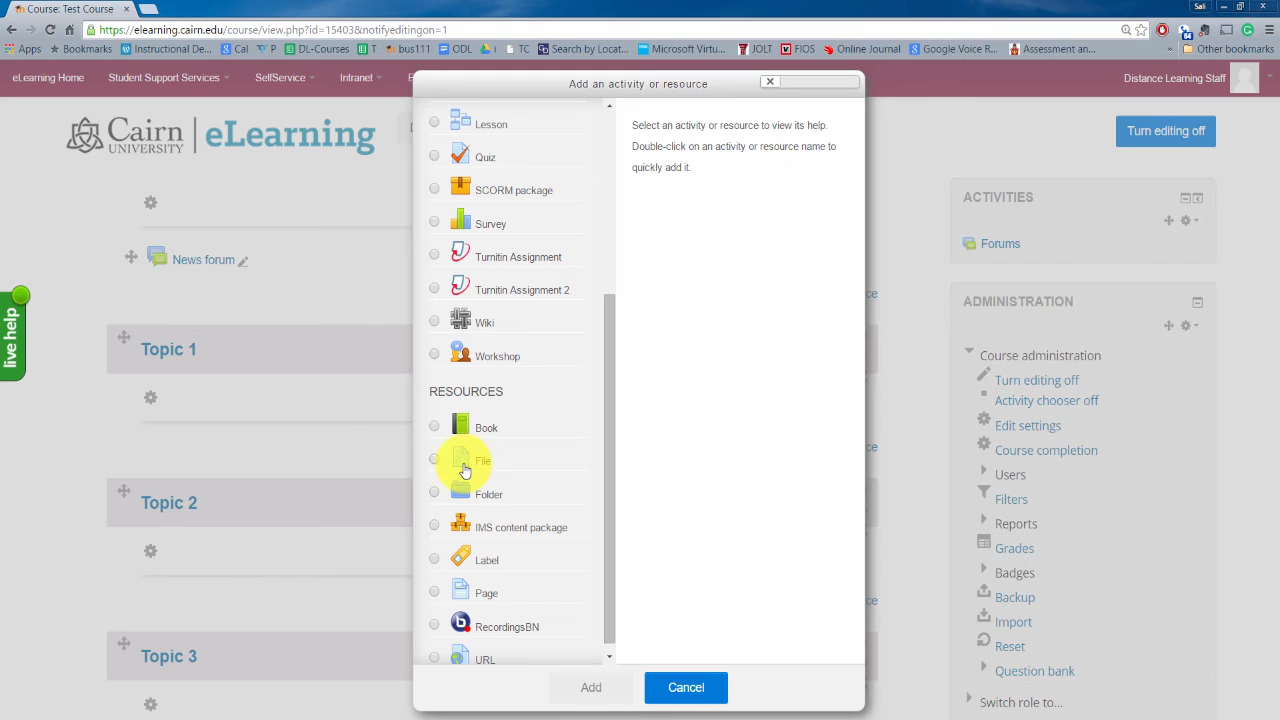 Course: Test Course
Sali
https://elearning.cairn.edu/course/view.php?id=15403&notifyeditingon=1
Apps Bookmarks Instructional De... Cal P DL-Courses T bus111 ODL i TC Search by Locat... Microsoft Virtu... JOLT FIOS Online Journal Google Voice R... Assessment an... Other bookmarks
eLearning Home Student Support Services SelfService Intranet Distance Learning Staff
Cairn UNIVERSITY eLearning
Turn editing off
Add an activity or resource
Lesson
Quiz
SCORM package
Survey
Turnitin Assignment
Turnitin Assignment 2
Wiki
Workshop
RESOURCES
Book
File
Folder
IMS content package
Label
Page
RecordingsBN
URL
Select an activity or resource to view its help.
Double-click on an activity or resource name to
quickly add it.
Add Cancel
live help
News forum
Topic 1
Topic 2
Topic 3
ACTIVITIES
Forums
ADMINISTRATION
Course administration
Turn editing off
Activity chooser off
Edit settings
Course completion
Users
Filters
Reports
Grades
Badges
Backup
Import
Reset
Question bank
Switch role to...